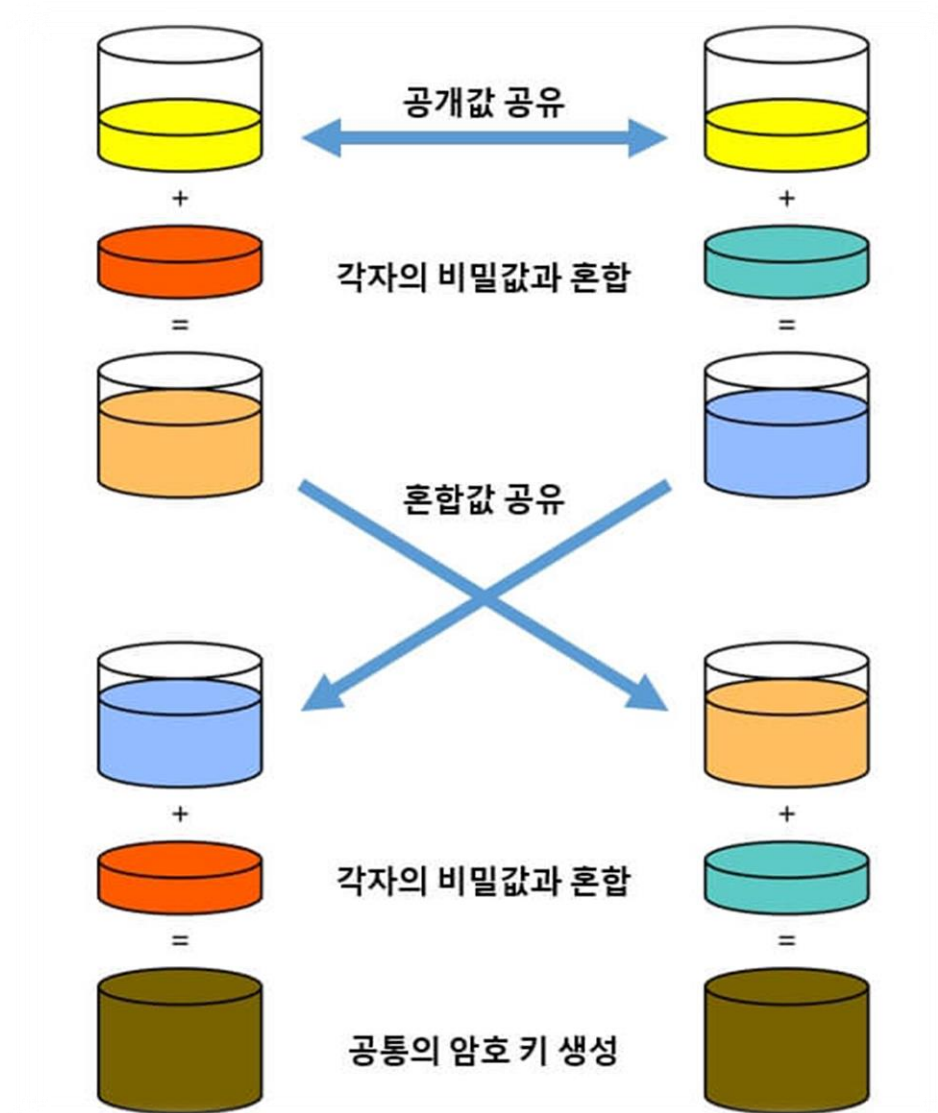 공개값 공유
+
+
각자의 비밀값과 혼합
=
=
혼합값 공유
+
+
각자의 비밀값과 혼합
=
=
공통의 암호 키 생성